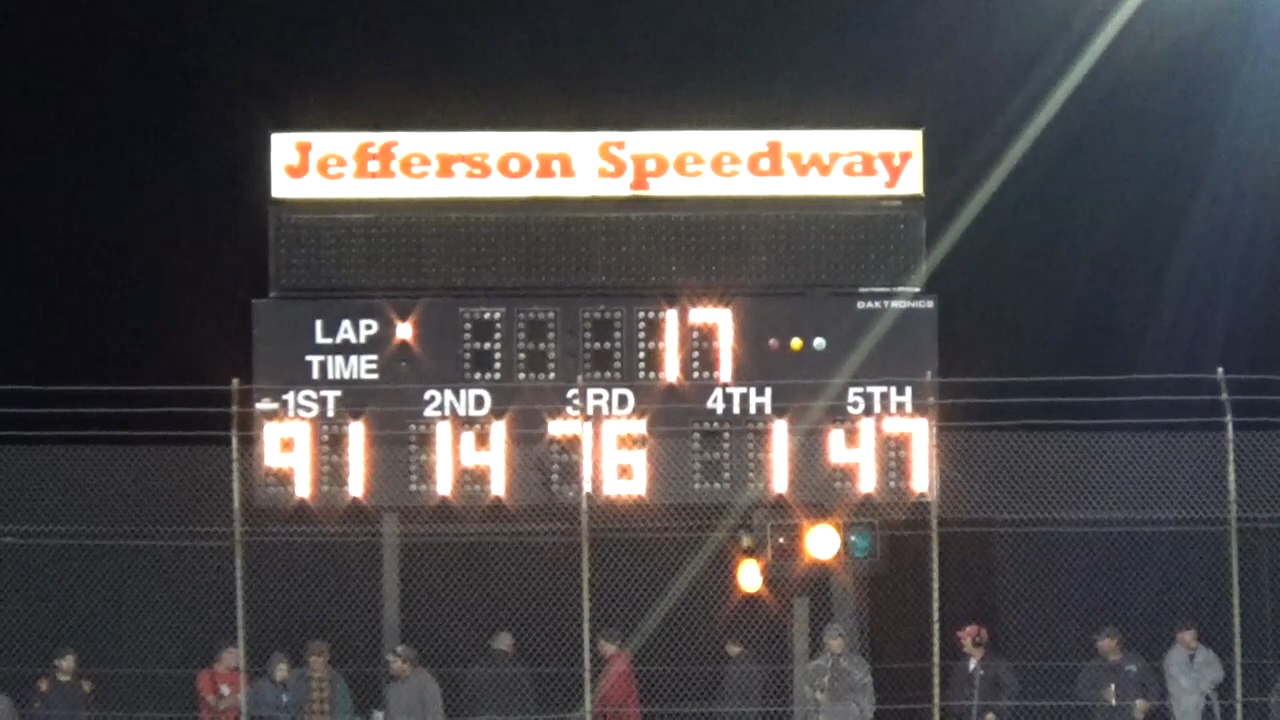 Jefferson Speedway
DAKTRONICS
LAP 17
TIME
1ST 2ND 3RD 4TH 5TH
91 14 76 1 47